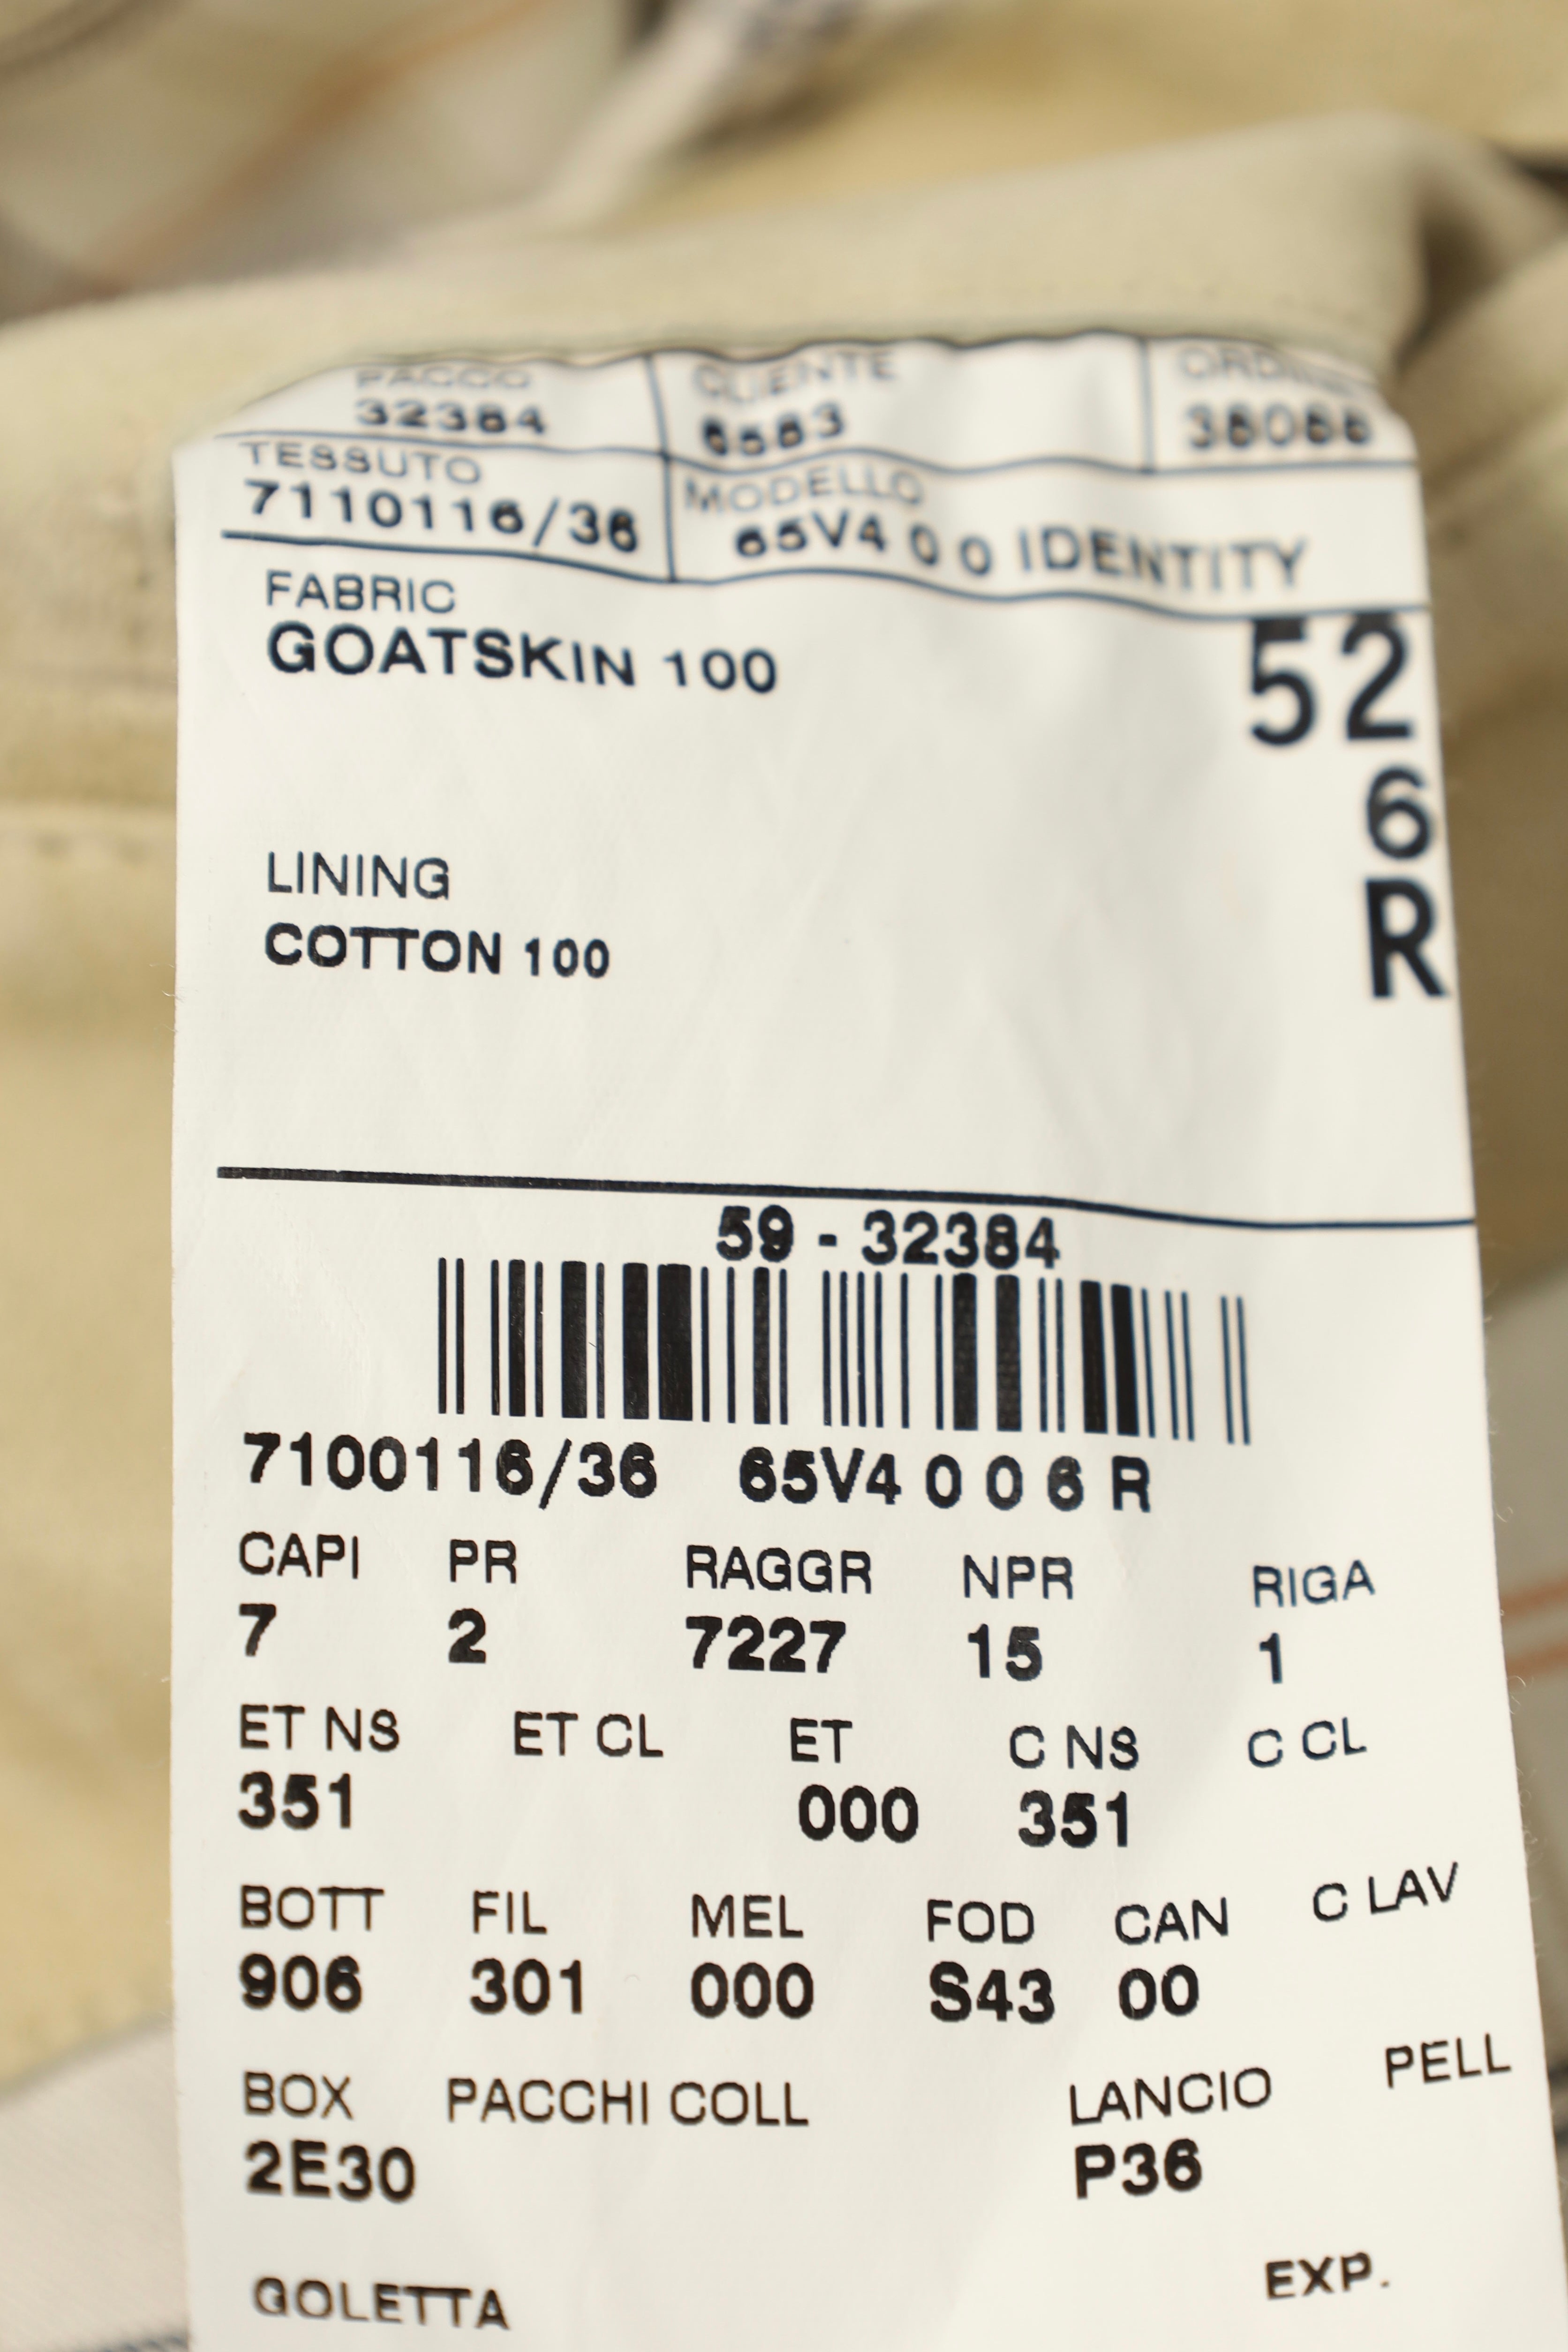 PACCO CLIENTE
32384
TESSUTO MODELLO
7110116/36 65V4 0 0 IDENTITY
FABRIC
GOATSKIN 100
52
6
LINING
R
COTTON 100
59 - 32384
7100116/36 65V4 0 0 6 R
CAPI PR RAGGR NPR RIGA
7 2 7227 15 1
ET NS ET CL ET C NS C CL
351 000 351
BOTT FIL MEL FOD CAN C LAV
906 301 000 S43 00
BOX PACCHI COLL LANCIO PELL
2E30 P36
GOLETTA EXP.